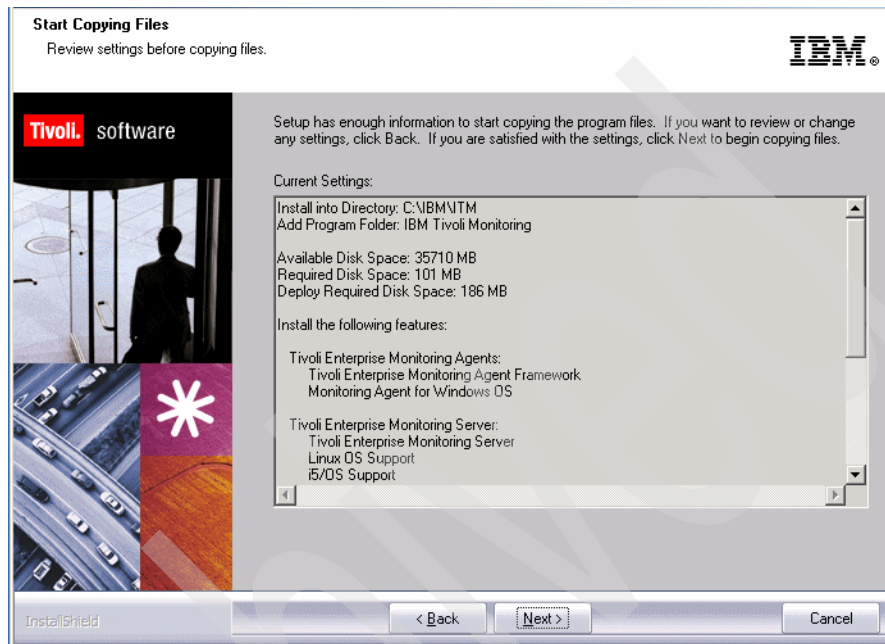 Start Copying Files
Review settings before copying files.
IBM®
Tivoli. software
Setup has enough information to start copying the program files. If you want to review or change
any settings, click Back. If you are satisfied with the settings, click Next to begin copying files.
Current Settings:
Install into Directory: C:\IBM\ITM
Add Program Folder: IBM Tivoli Monitoring
Available Disk Space: 35710 MB
Required Disk Space: 101 MB
Deploy Required Disk Space: 186 MB
Install the following features:
Tivoli Enterprise Monitoring Agents:
Tivoli Enterprise Monitoring Agent Framework
Monitoring Agent for Windows OS
Tivoli Enterprise Monitoring Server:
Tivoli Enterprise Monitoring Server
Linux OS Support
i5/OS Support
InstallShield
< Back Next > Cancel